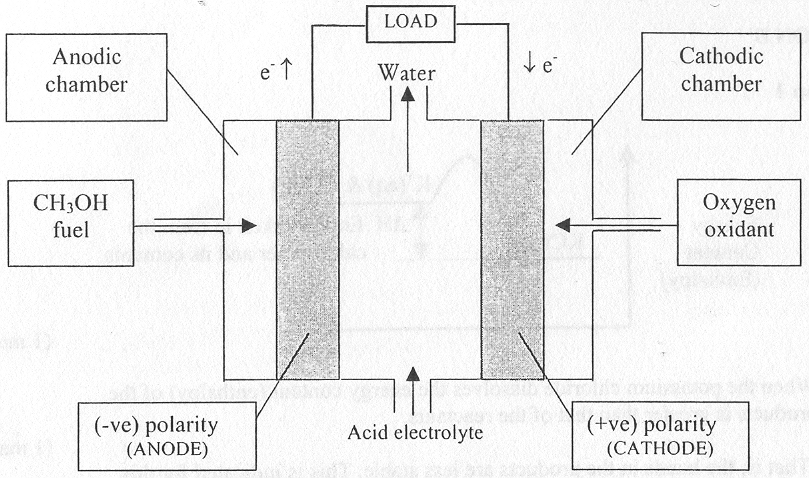 LOAD
Anodic
chamber
e⁻ ↑
Water
↓ e⁻
Cathodic
chamber
CH₃OH
fuel
Oxygen
oxidant
(-ve) polarity
(ANODE)
Acid electrolyte
(+ve) polarity
(CATHODE)